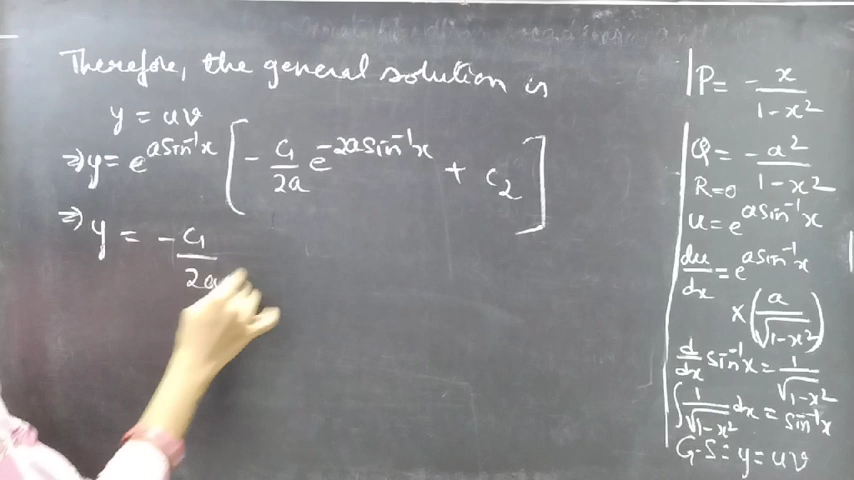 Therefore, the general solution is
y = uv
⇒ y = e^{a sin⁻¹x} [ - C₁/2a e^{-2a sin⁻¹x} + C₂ ]
⇒ y = - C₁/2a
P = - x/1-x²
Q = - a²/1-x²
R=0
u = e^{a sin⁻¹x}
du/dx = e^{a sin⁻¹x}
× (a/√1-x²)
d/dx sin⁻¹x = 1/√1-x²
∫ 1/√1-x² dx = sin⁻¹x
G.S = y = uv